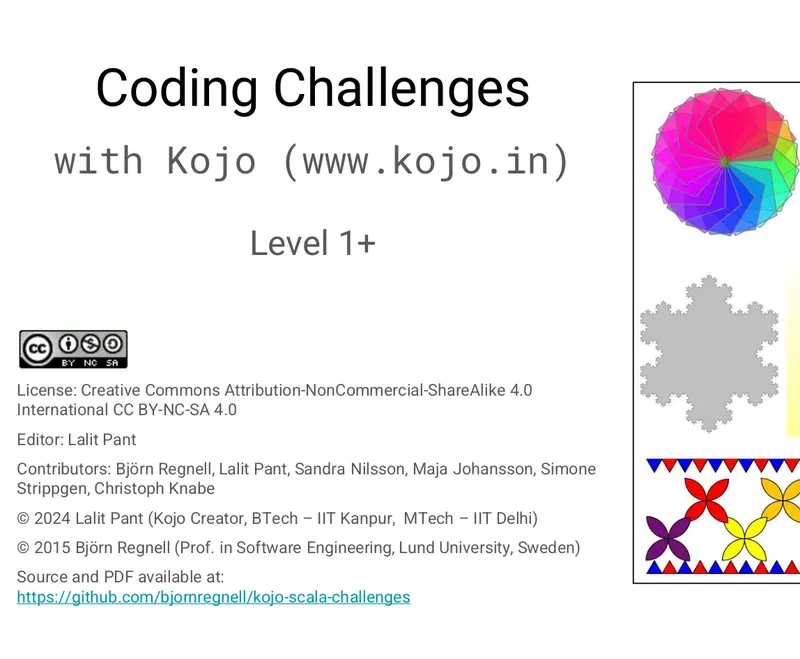 Coding Challenges
with Kojo (www.kojo.in)
Level 1+
cc
BY NC SA
License: Creative Commons Attribution-NonCommercial-ShareAlike 4.0
International CC BY-NC-SA 4.0
Editor: Lalit Pant
Contributors: Björn Regnell, Lalit Pant, Sandra Nilsson, Maja Johansson, Simone
Strippgen, Christoph Knabe
© 2024 Lalit Pant (Kojo Creator, BTech – IIT Kanpur,  MTech – IIT Delhi)
© 2015 Björn Regnell (Prof. in Software Engineering, Lund University, Sweden)
Source and PDF available at:
https://github.com/bjornregnell/kojo-scala-challenges